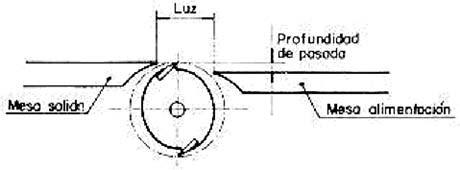 Luz
Profundidad
de pasada
Mesa salida
Mesa alimentación